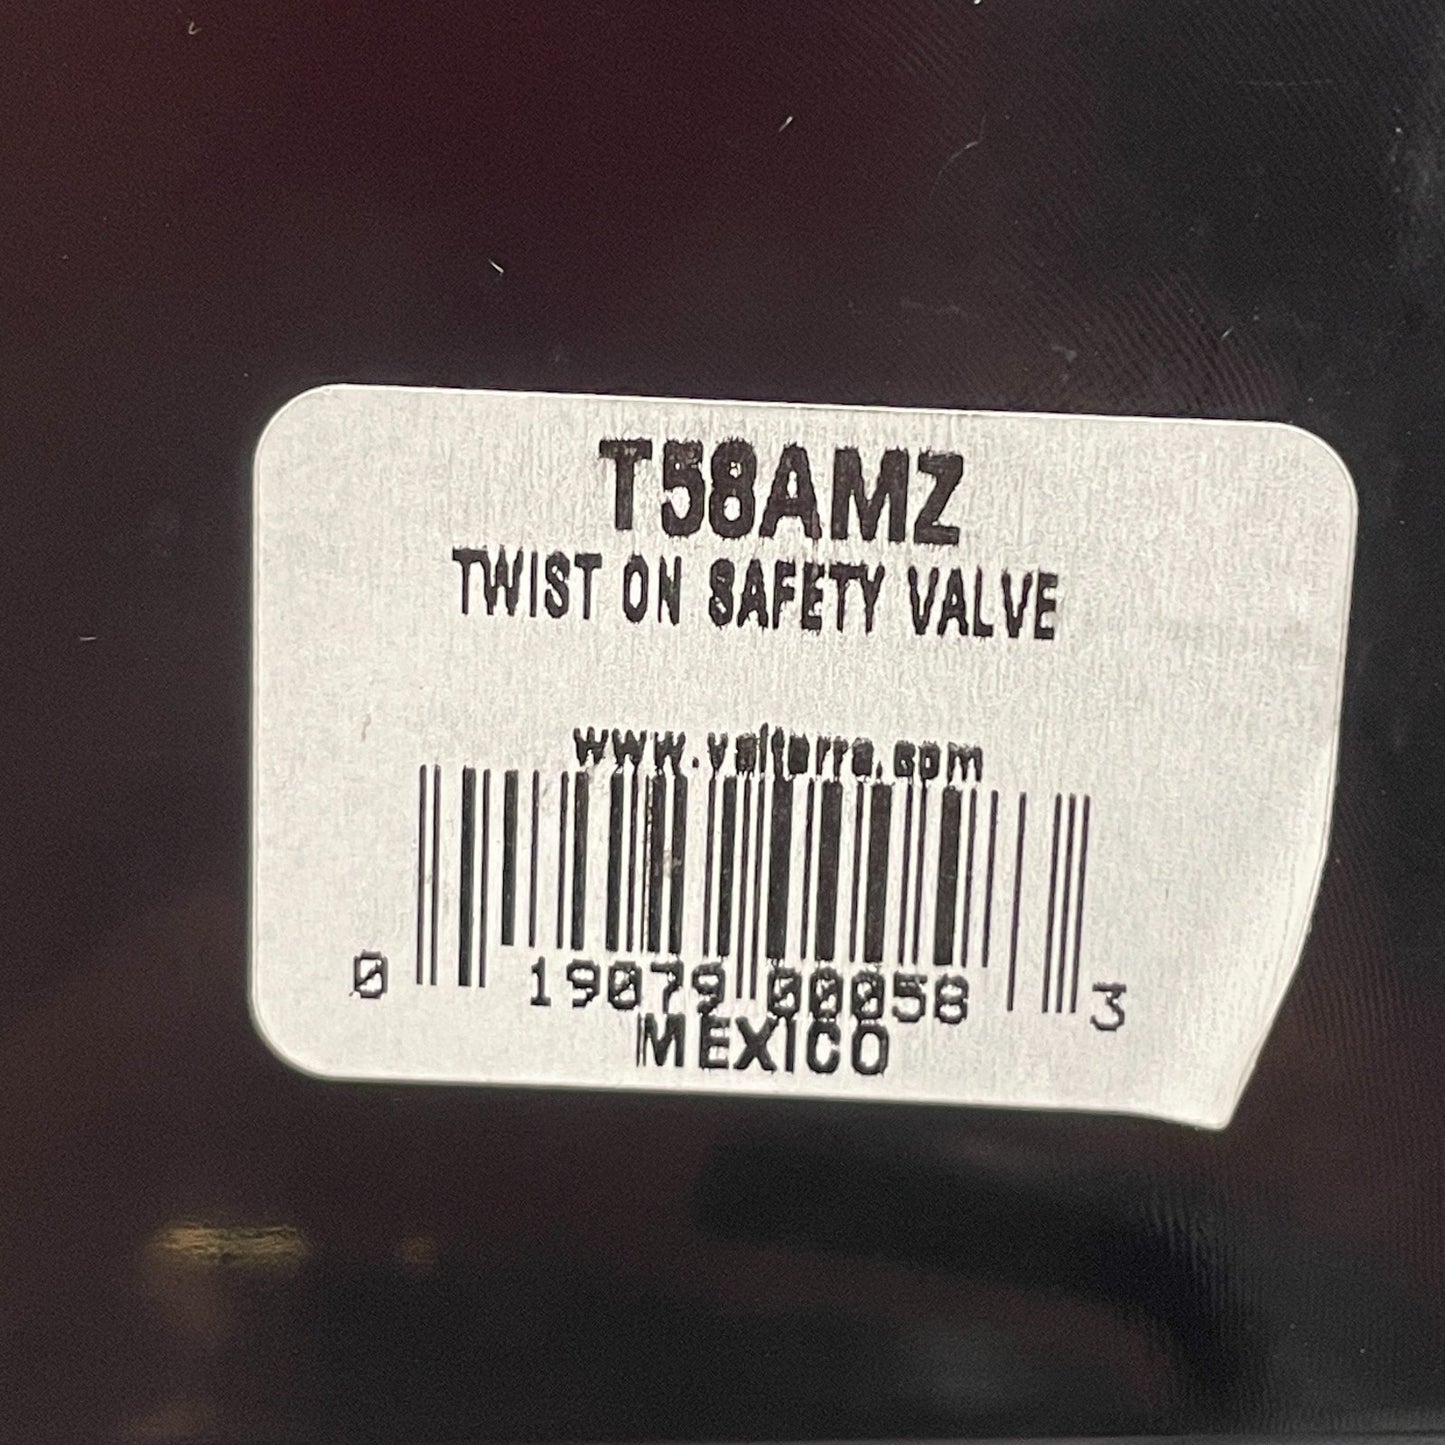 T58AMZ
TWIST ON SAFETY VALVE
www.valterra.com
0 19079 00058 3
MEXICO